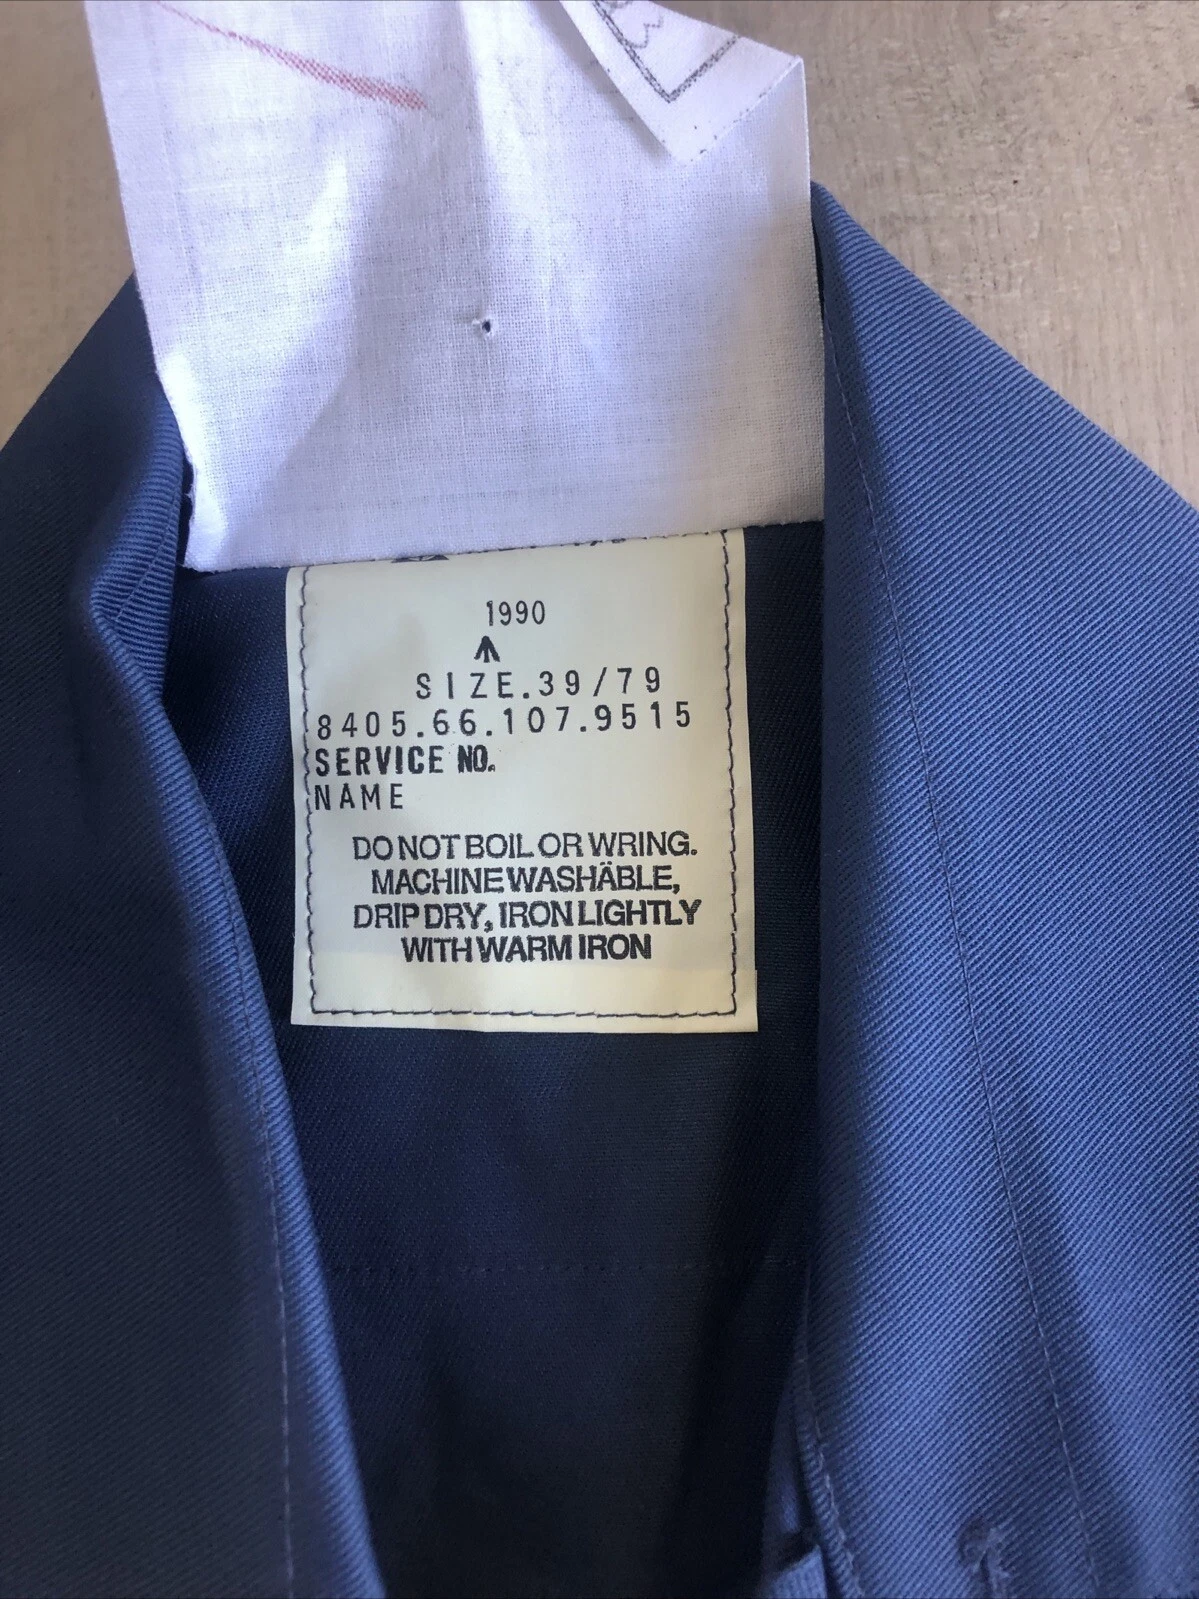 1990
SIZE.39/79
8405.66.107.9515
SERVICE NO.
NAME
DO NOT BOIL OR WRING.
MACHINE WASHÄBLE,
DRIP DRY, IRON LIGHTLY
WITH WARM IRON